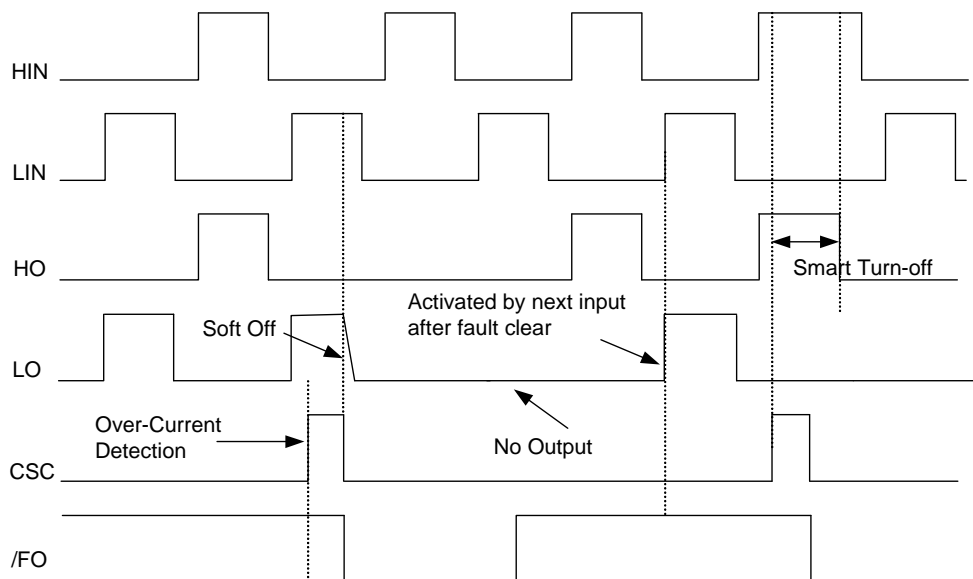 HIN
LIN
HO
Smart Turn-off
Activated by next input
after fault clear
Soft Off
LO
Over-Current
Detection
No Output
CSC
/FO